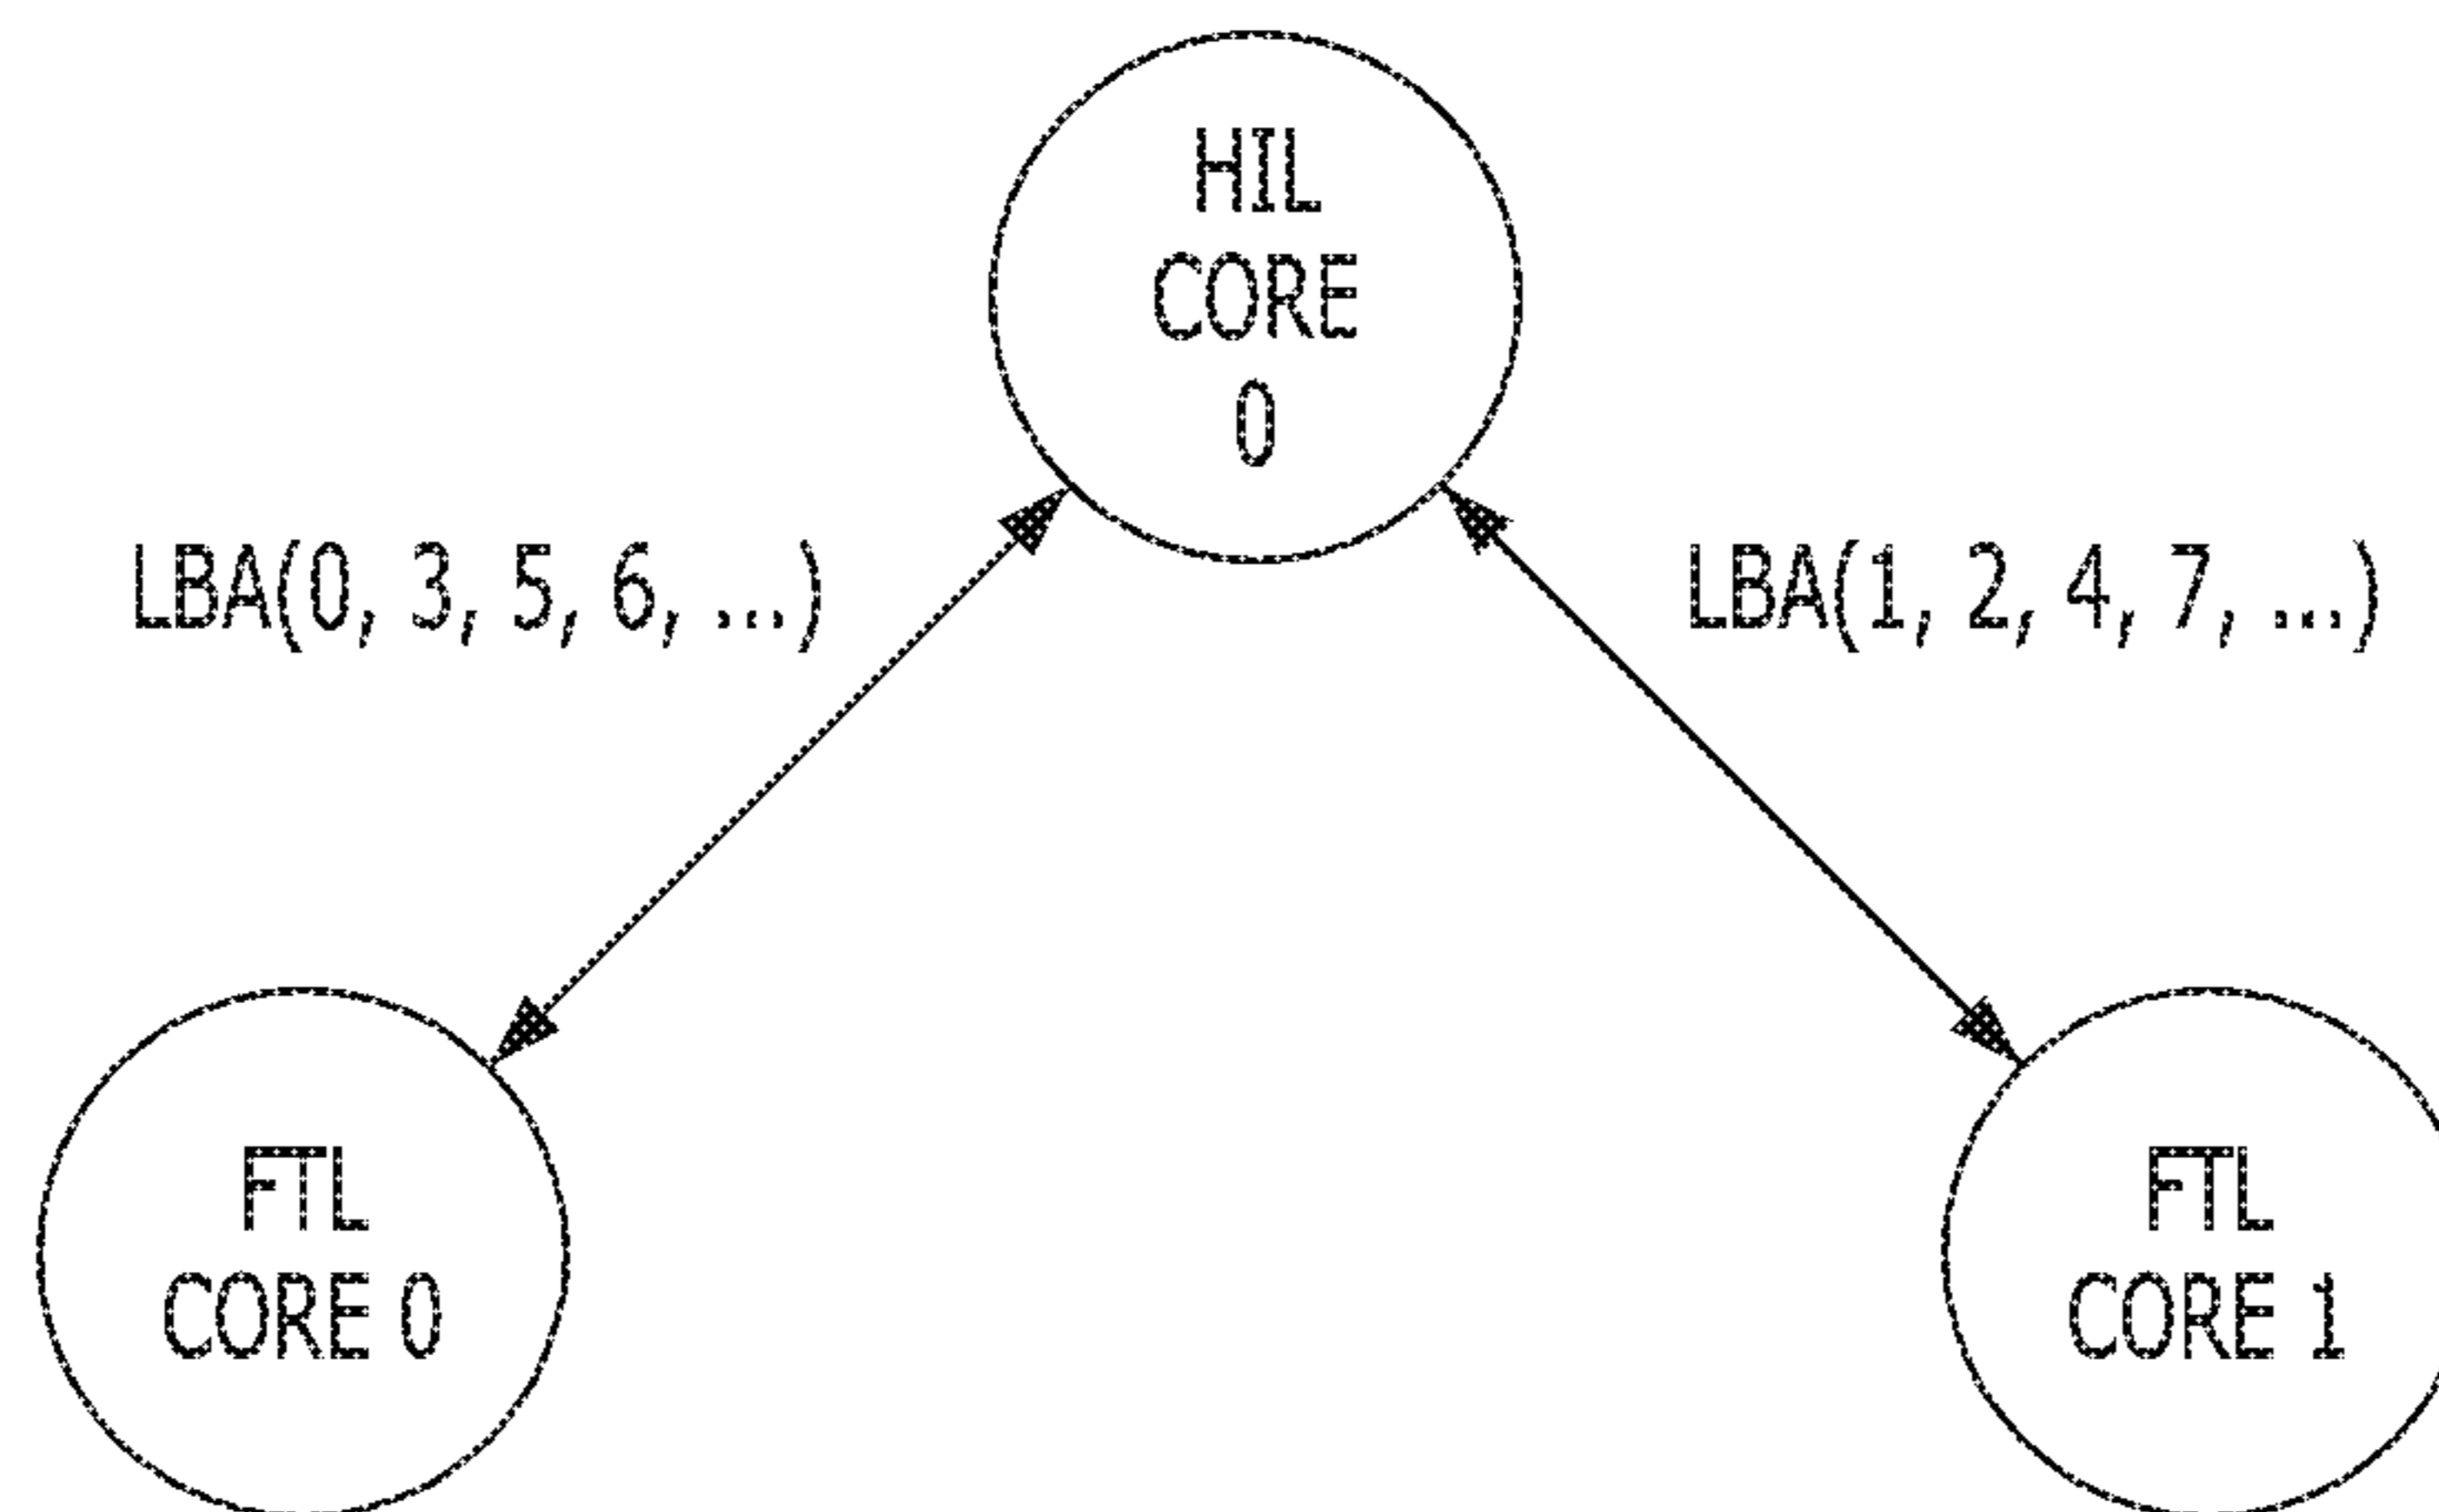 HIL
CORE
0
LBA(0, 3, 5, 6, ...)
LBA(1, 2, 4, 7, ...)
FTL
CORE 0
FTL
CORE 1